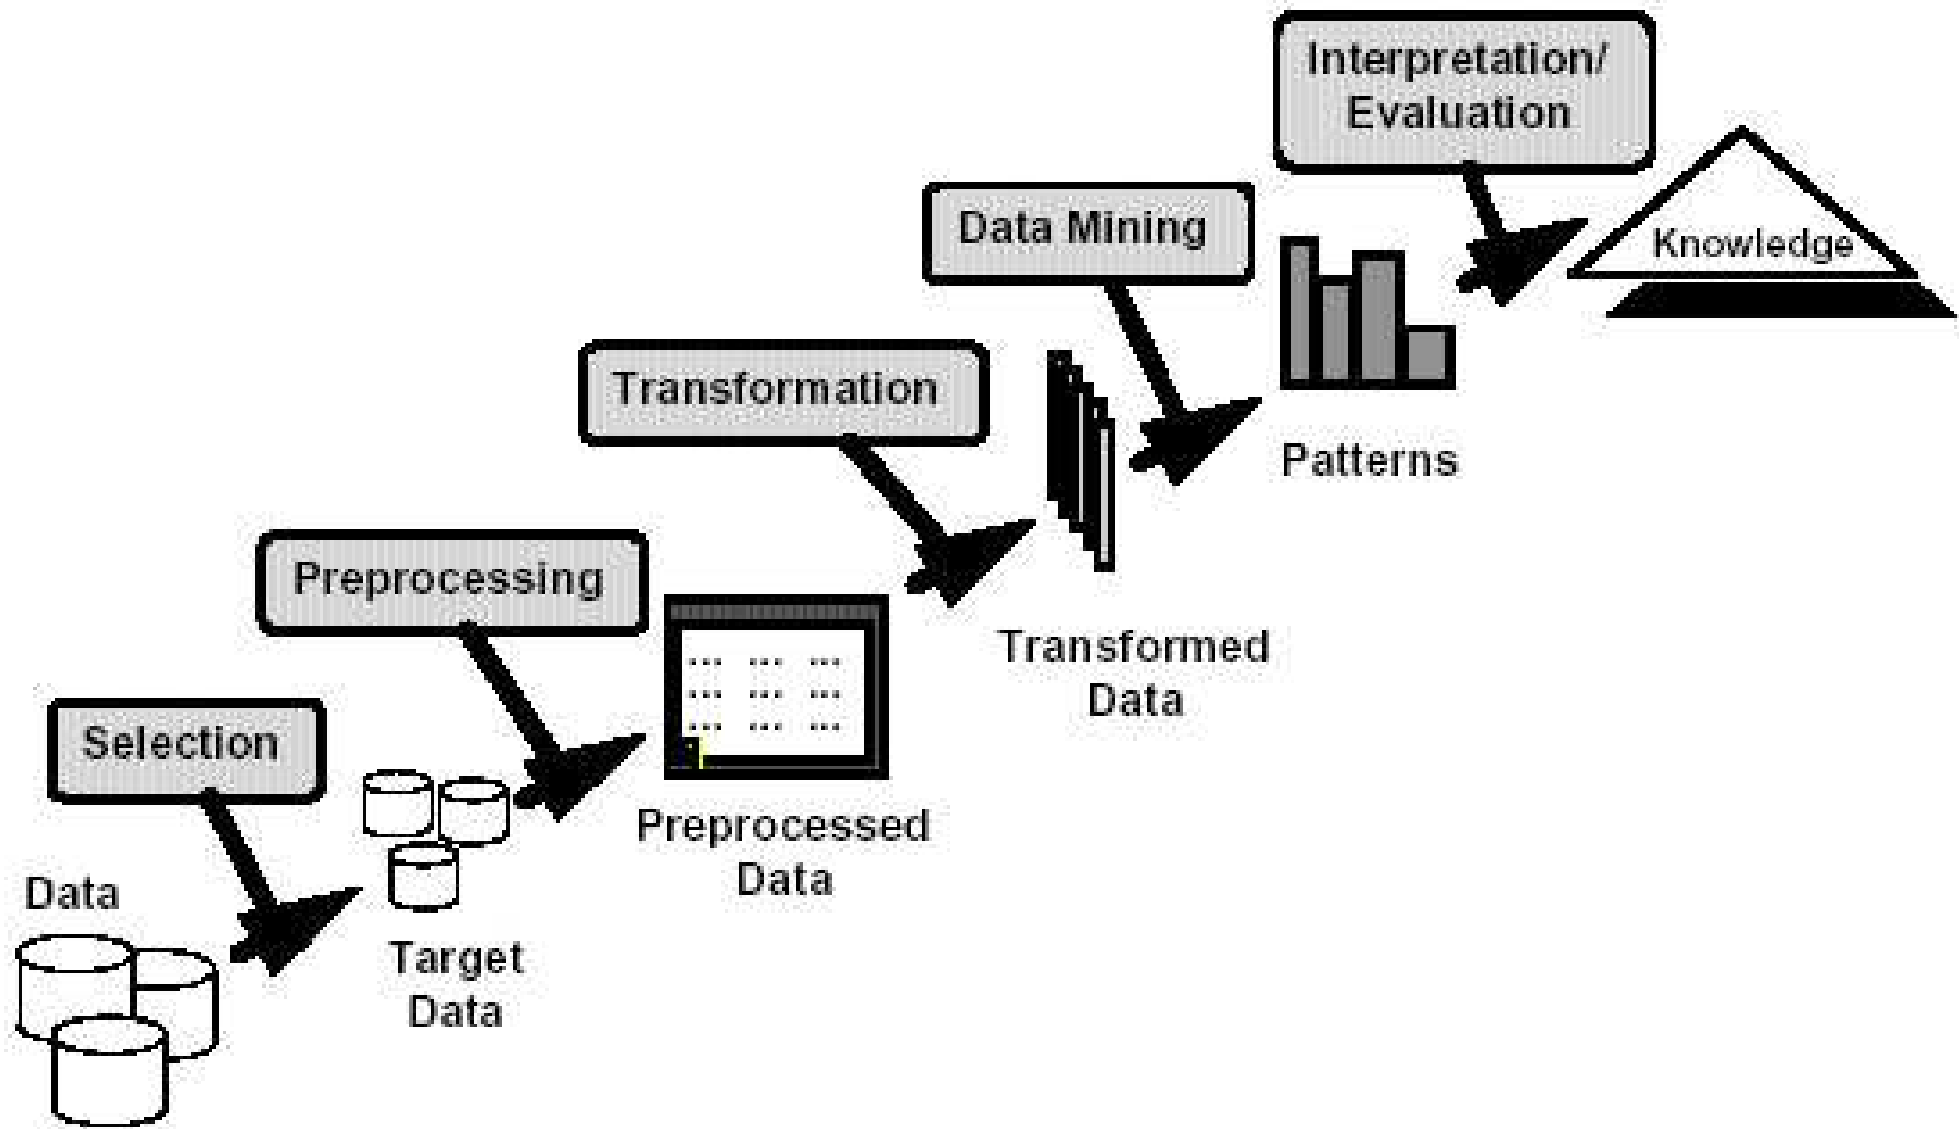 Interpretation/
Evaluation
Knowledge
Data Mining
Patterns
Transformation
Transformed
Data
Preprocessing
Preprocessed
Data
Selection
Target
Data
Data